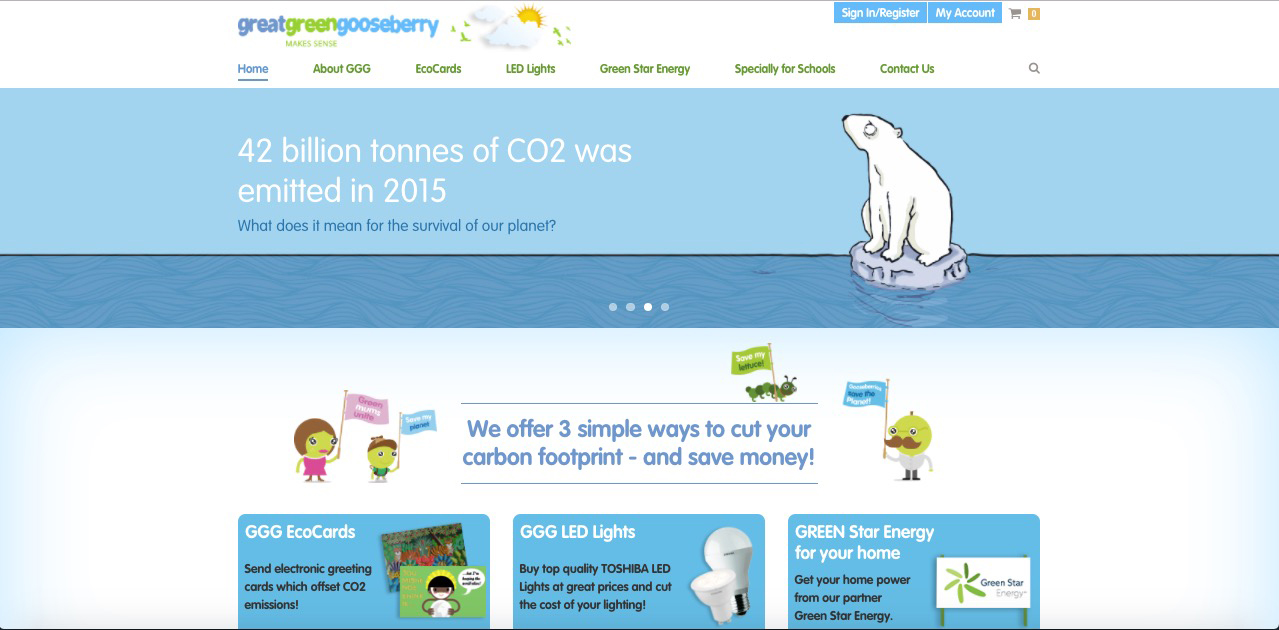 greatgreengooseberry
MAKES SENSE
Sign In/Register
My Account
0
Home
About GGG
EcoCards
LED Lights
Green Star Energy
Specially for Schools
Contact Us
42 billion tonnes of CO2 was
emitted in 2015
What does it mean for the survival of our planet?
Save my
lettuce!
Green
mums
unite
Save my
planet
Gooseberries
save the
Planet!
We offer 3 simple ways to cut your
carbon footprint - and save money!
GGG EcoCards
Send electronic greeting
cards which offset CO2
emissions!
GGG LED Lights
Buy top quality TOSHIBA LED
Lights at great prices and cut
the cost of your lighting!
GREEN Star Energy
for your home
Get your home power
from our partner
Green Star Energy.
Green Star
Energy